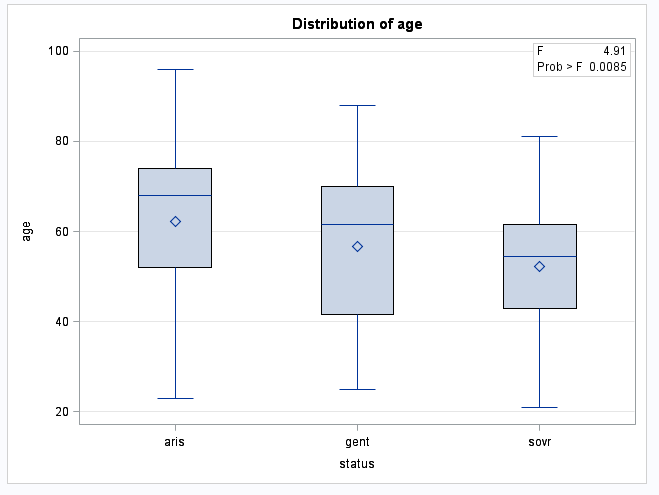 Distribution of age
F 4.91
Prob > F 0.0085
100
80
60
40
20
age
aris gent sovr
status